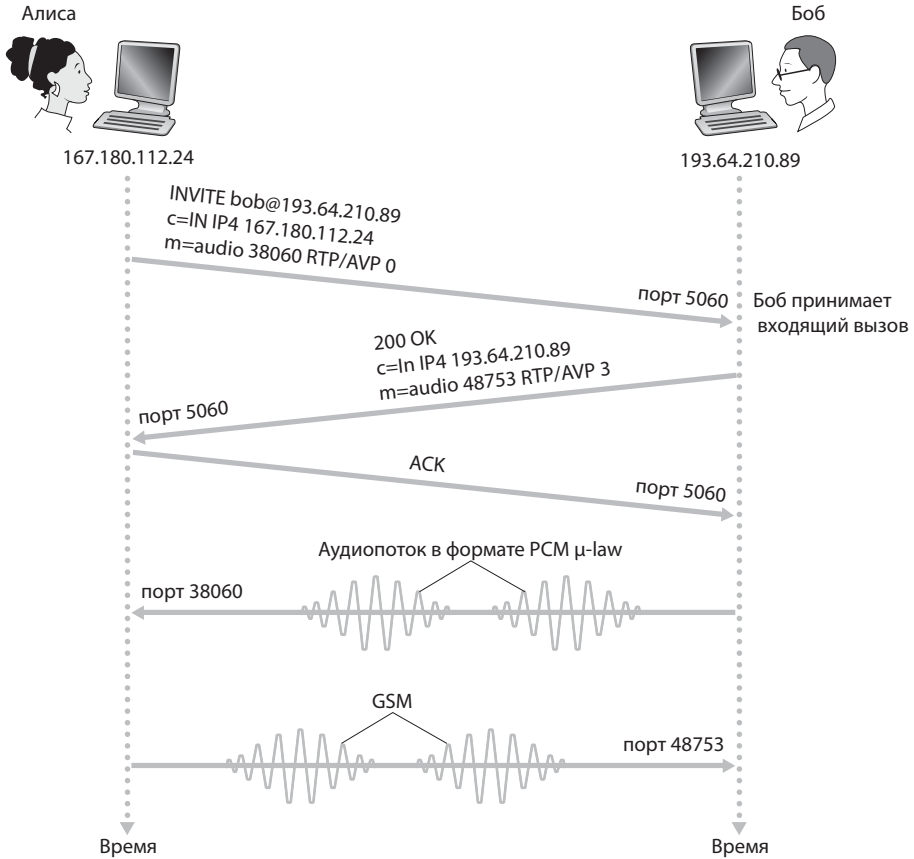 Алиса
Боб
167.180.112.24
193.64.210.89
INVITE bob@193.64.210.89
c=IN IP4 167.180.112.24
m=audio 38060 RTP/AVP 0
порт 5060
Боб принимает
входящий вызов
200 OK
c=In IP4 193.64.210.89
m=audio 48753 RTP/AVP 3
порт 5060
ACK
порт 5060
Аудиопоток в формате PCM μ-law
порт 38060
GSM
порт 48753
Время
Время